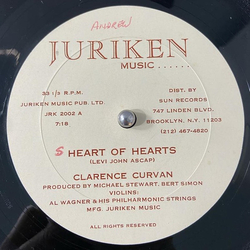 ANDREW
JURIKEN
MUSIC......
33 1/3 R.P.M.
JURIKEN MUSIC PUB. LTD.
JRK 2002 A
7:18
DIST. BY
SUN RECORDS
747 LINDEN BLVD.
BROOKLYN, N.Y. 11203
(212) 467-4820
S HEART OF HEARTS
(LEVI JOHN ASCAP)
CLARENCE CURVAN
PRODUCED BY MICHAEL STEWART, BERT SIMON
VIOLINS:
AL WAGNER & HIS PHILHARMONIC STRINGS
MFG. JURIKEN MUSIC
ALL RIGHTS RESERVED